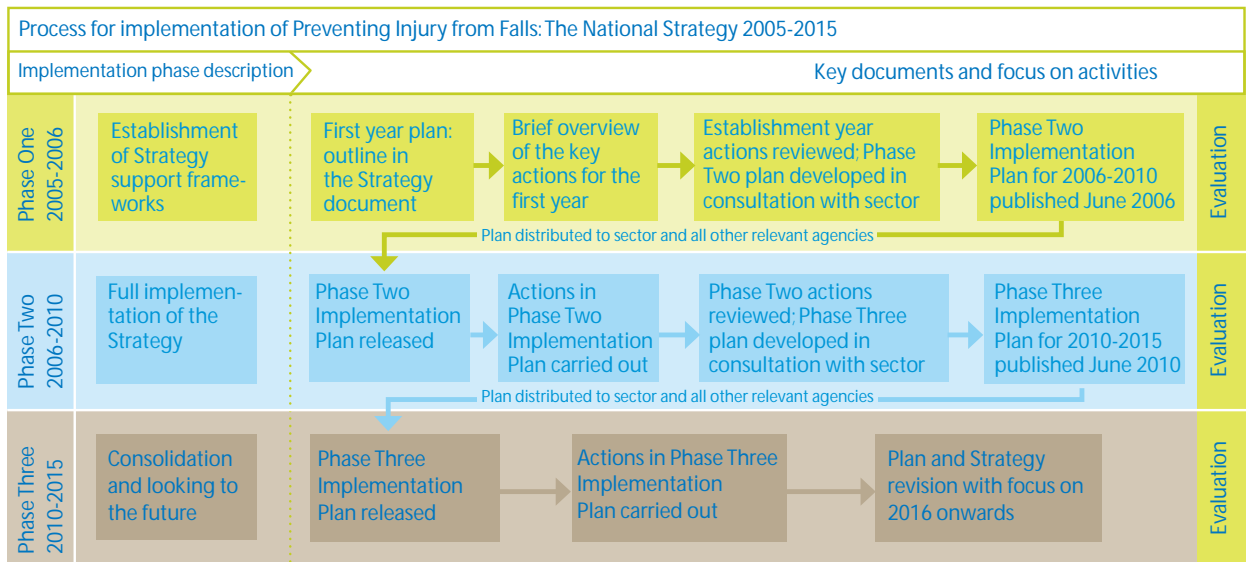 Process for implementation of Preventing Injury from Falls: The National Strategy 2005-2015
Implementation phase description
Key documents and focus on activities
Phase One
2005-2006
Establishment
of Strategy
support frame-
works
First year plan:
outline in
the Strategy
document
Brief overview
of the key
actions for the
first year
Establishment year
actions reviewed; Phase
Two plan developed in
consultation with sector
Phase Two
Implementation
Plan for 2006-2010
published June 2006
Evaluation
Plan distributed to sector and all other relevant agencies
Phase Two
2006-2010
Full implemen-
tation of the
Strategy
Phase Two
Implementation
Plan released
Actions in
Phase Two
Implementation
Plan carried out
Phase Two actions
reviewed; Phase Three
plan developed in
consultation with sector
Phase Three
Implementation
Plan for 2010-2015
published June 2010
Evaluation
Plan distributed to sector and all other relevant agencies
Phase Three
2010-2015
Consolidation
and looking to
the future
Phase Three
Implementation
Plan released
Actions in Phase Three
Implementation
Plan carried out
Plan and Strategy
revision with focus on
2016 onwards
Evaluation